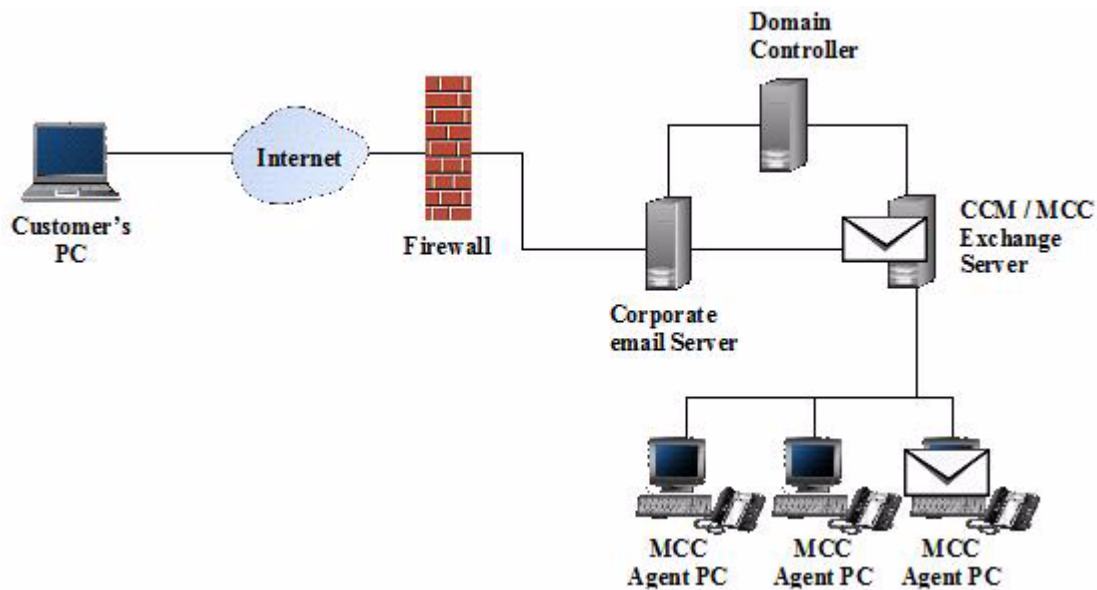 Domain
Controller
Internet
Customer's
PC
Firewall
CCM / MCC
Exchange
Server
Corporate
email Server
MCC
Agent PC
MCC
Agent PC
MCC
Agent PC